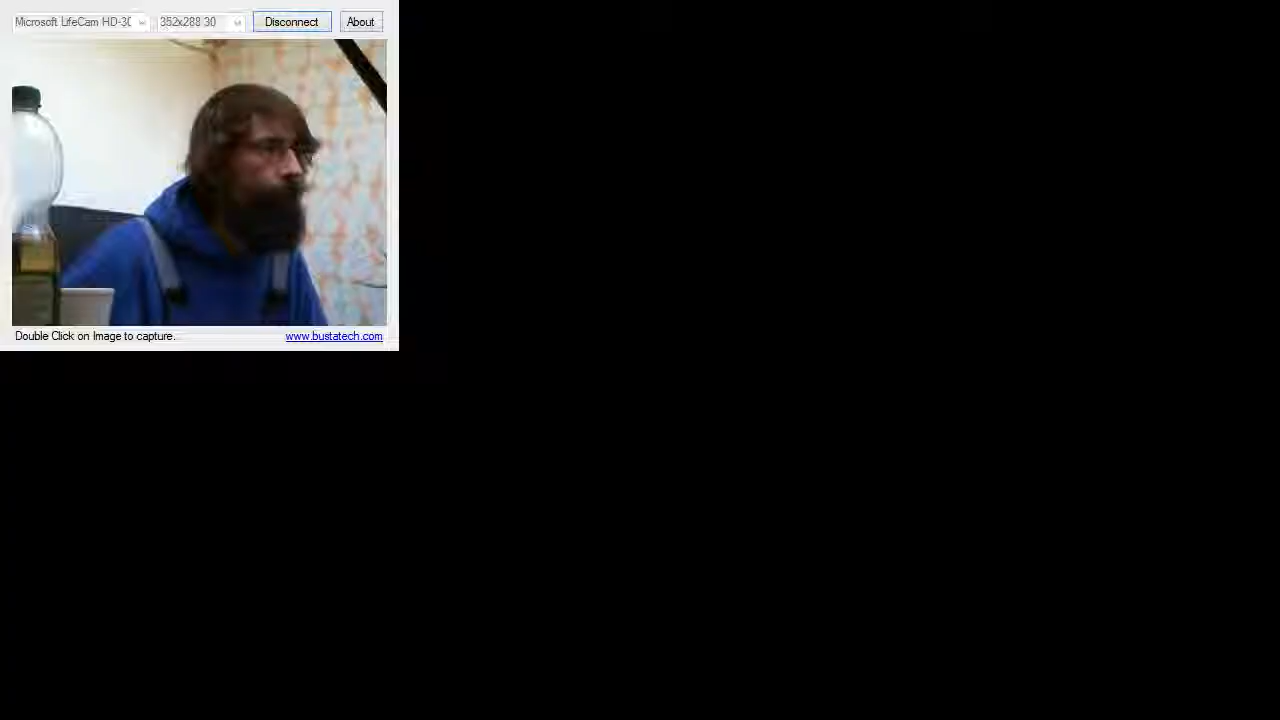 Microsoft LifeCam HD-30 352x288 30 Disconnect About
Double Click on Image to capture. www.bustatech.com